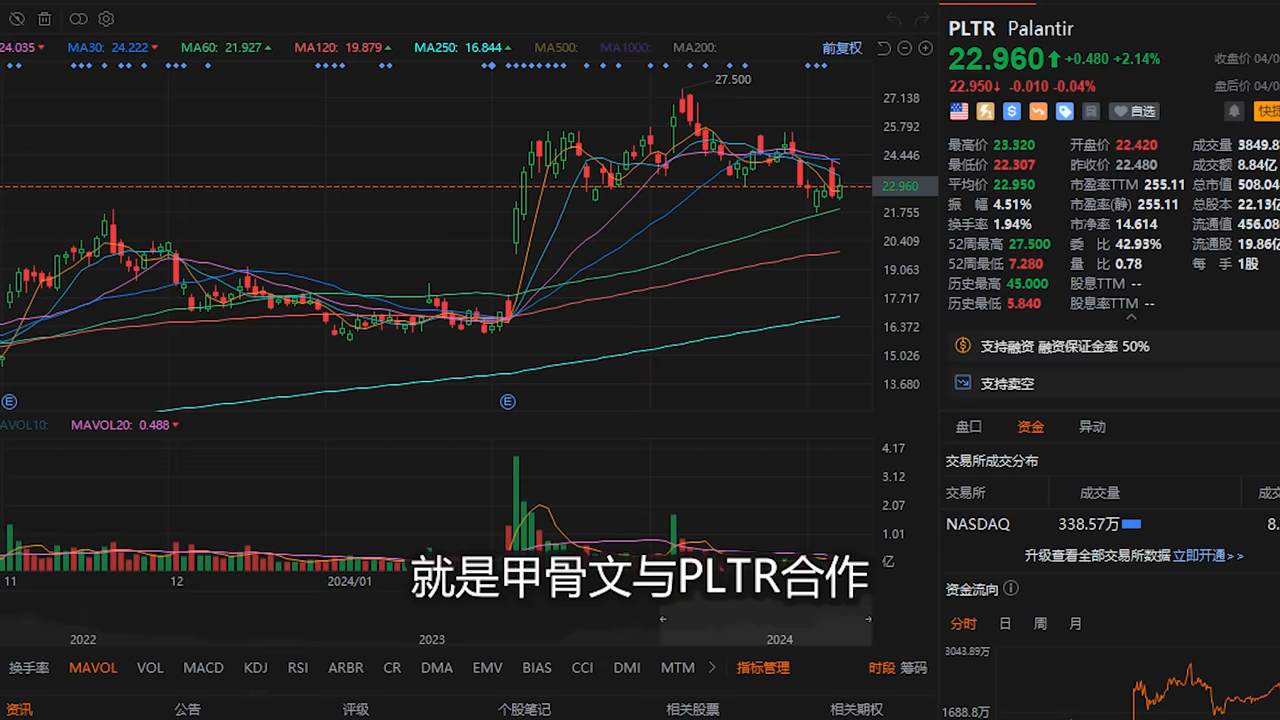 24.035 MA30: 24.222 MA60: 21.927 MA120: 19.879 MA250: 16.844 MA500: MA1000: MA200: 前复权
27.500
27.138
25.792
24.446
22.960
21.755
20.409
19.063
17.717
16.372
15.026
13.680
E E
AVOL10: MAVOL20: 0.488
4.17
3.12
2.07
1.01
亿
11 12 2024/01
就是甲骨文与PLTR合作
2022 2023 2024
换手率 MAVOL VOL MACD KDJ RSI ARBR CR DMA EMV BIAS CCI DMI MTM 指标管理 时段 筹码
资讯 公告 评级 个股笔记 相关股票 相关期权
PLTR Palantir
22.960 +0.480 +2.14% 收盘价 04/0
22.950↓ -0.010 -0.04% 盘后价 04/0
自选 快捷
最高价 23.320 开盘价 22.420 成交量 3849.8
最低价 22.307 昨收价 22.480 成交额 8.84亿
平均价 22.950 市盈率TTM 255.11 总市值 508.04
振 幅 4.51% 市盈率(静) 255.11 总股本 22.13亿
换手率 1.94% 市净率 14.614 流通值 456.08
52周最高 27.500 委 比 42.93% 流通股 19.86亿
52周最低 7.280 量 比 0.78 每 手 1股
历史最高 45.000 股息TTM --
历史最低 5.840 股息率TTM --
支持融资 融资保证金率 50%
支持卖空
盘口 资金 异动
交易所成交分布
交易所 成交量 成交
NASDAQ 338.57万 8.
升级查看全部交易所数据 立即开通>>
资金流向
分时 日 周 月
3043.89万
1688.8万